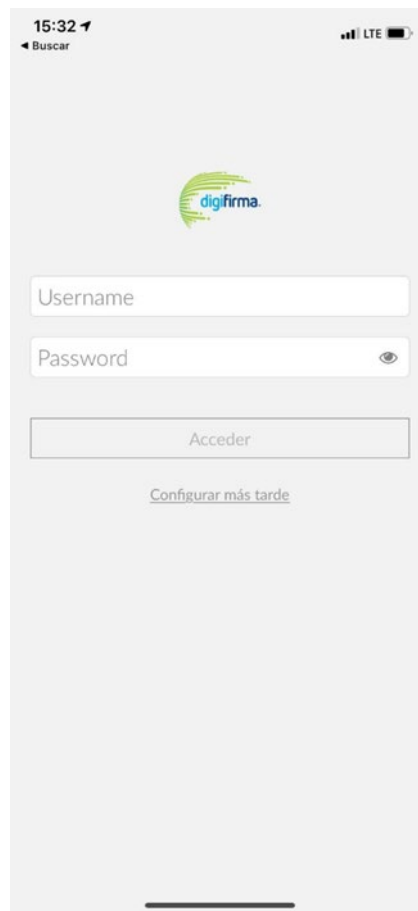 15:32
Buscar
LTE
digifirma.
Username
Password
Acceder
Configurar más tarde